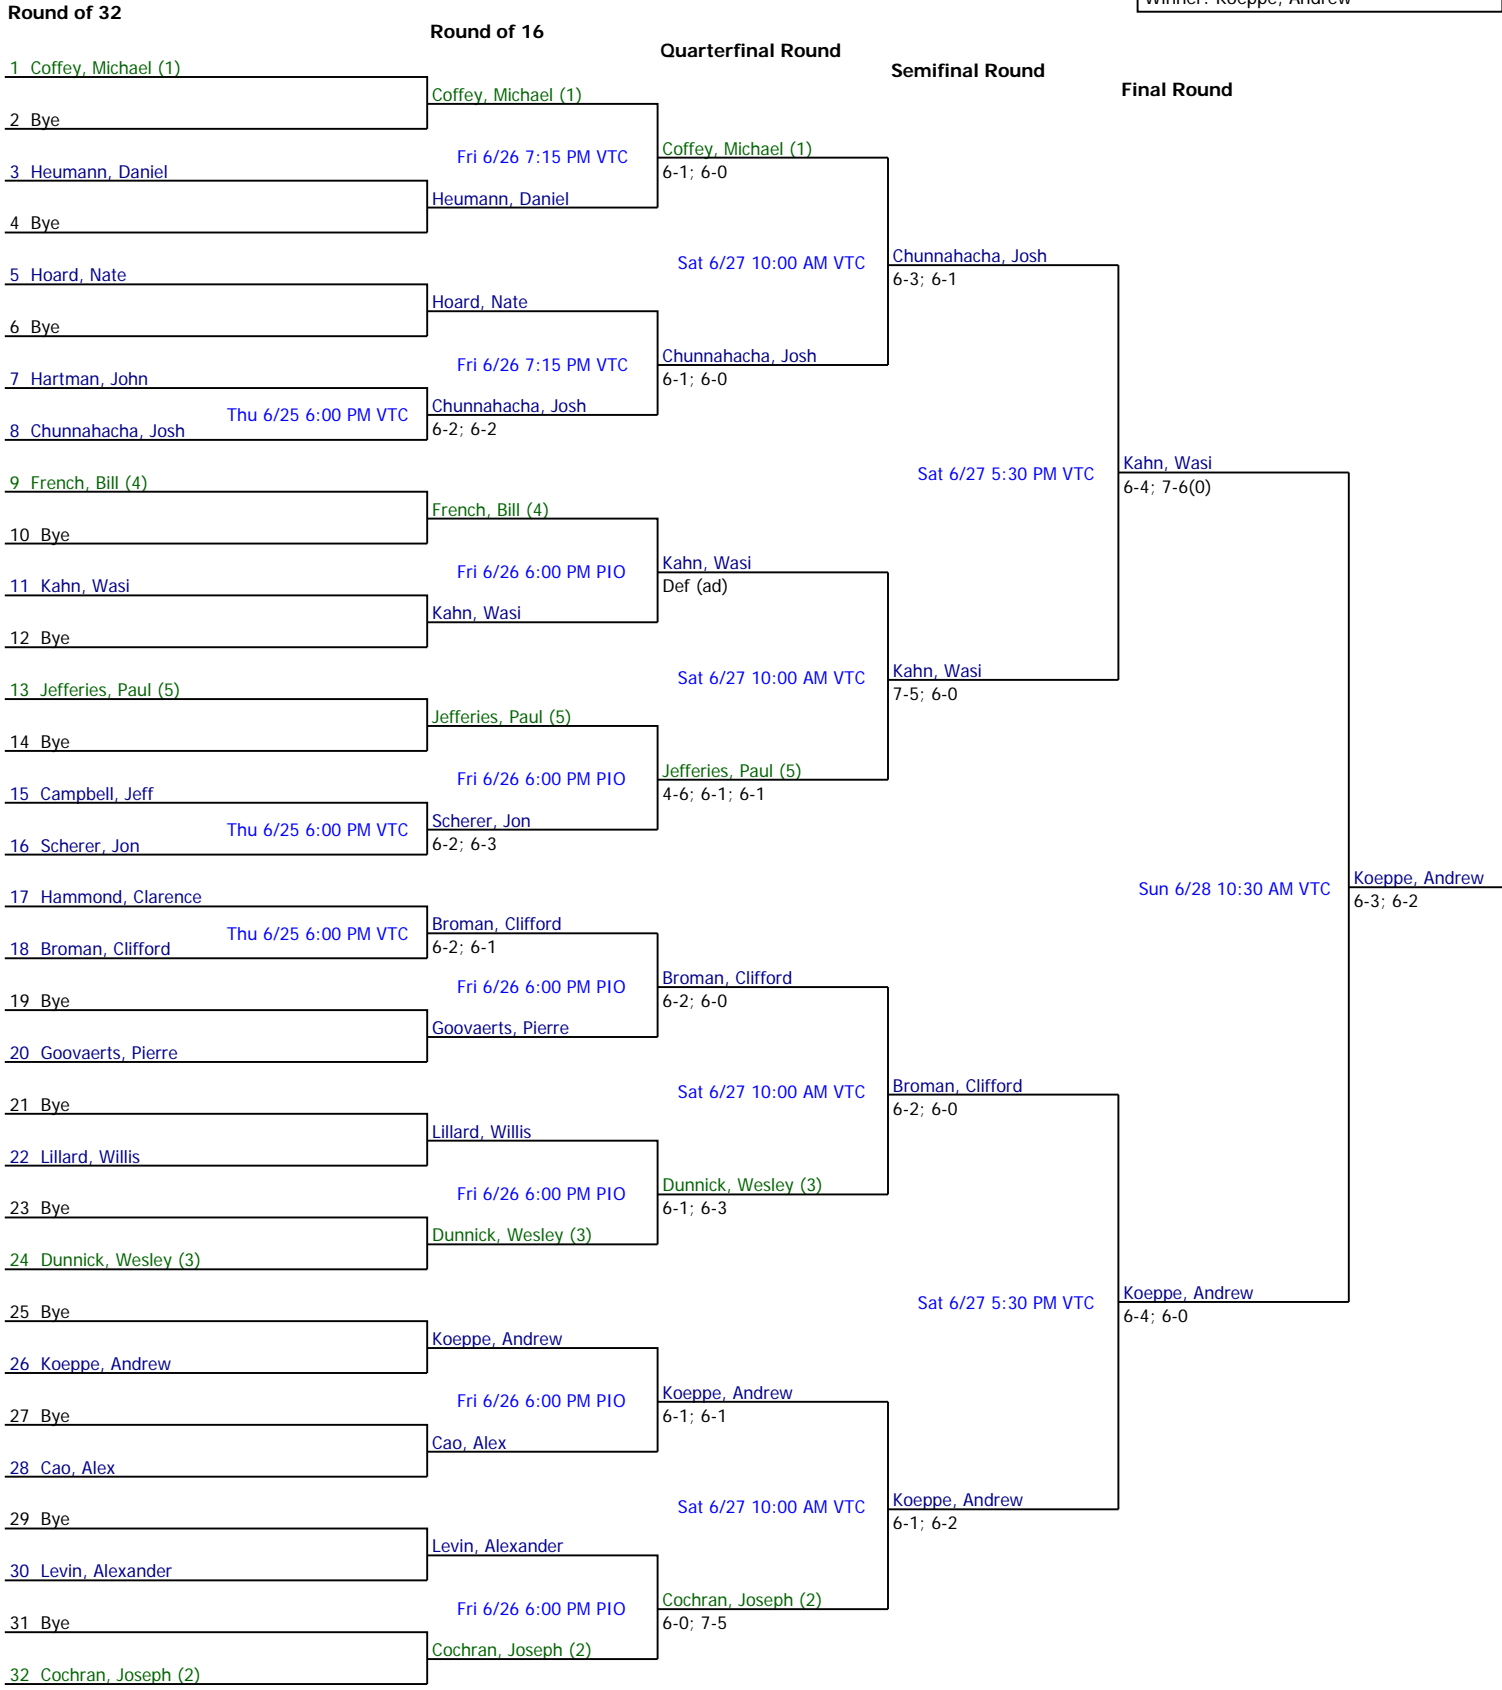 Winner: Koeppe, Andrew
Round of 32
Round of 16
Quarterfinal Round
Semifinal Round
Final Round
1 Coffey, Michael (1)
2 Bye
3 Heumann, Daniel
4 Bye
5 Hoard, Nate
6 Bye
7 Hartman, John
Thu 6/25 6:00 PM VTC
8 Chunnahacha, Josh
9 French, Bill (4)
10 Bye
11 Kahn, Wasi
12 Bye
13 Jefferies, Paul (5)
14 Bye
15 Campbell, Jeff
Thu 6/25 6:00 PM VTC
16 Scherer, Jon
17 Hammond, Clarence
Thu 6/25 6:00 PM VTC
18 Broman, Clifford
19 Bye
20 Goovaerts, Pierre
21 Bye
22 Lillard, Willis
23 Bye
24 Dunnick, Wesley (3)
25 Bye
26 Koeppe, Andrew
27 Bye
28 Cao, Alex
29 Bye
30 Levin, Alexander
31 Bye
32 Cochran, Joseph (2)
Coffey, Michael (1)
Fri 6/26 7:15 PM VTC
Heumann, Daniel
Hoard, Nate
Fri 6/26 7:15 PM VTC
Chunnahacha, Josh
6-2; 6-2
French, Bill (4)
Fri 6/26 6:00 PM PIO
Kahn, Wasi
Jefferies, Paul (5)
Fri 6/26 6:00 PM PIO
Scherer, Jon
6-2; 6-3
Broman, Clifford
6-2; 6-1
Fri 6/26 6:00 PM PIO
Goovaerts, Pierre
Lillard, Willis
Fri 6/26 6:00 PM PIO
Dunnick, Wesley (3)
Koeppe, Andrew
Fri 6/26 6:00 PM PIO
Cao, Alex
Levin, Alexander
Fri 6/26 6:00 PM PIO
Cochran, Joseph (2)
Coffey, Michael (1)
6-1; 6-0
Sat 6/27 10:00 AM VTC
Chunnahacha, Josh
6-1; 6-0
Kahn, Wasi
Def (ad)
Sat 6/27 10:00 AM VTC
Jefferies, Paul (5)
4-6; 6-1; 6-1
Broman, Clifford
6-2; 6-0
Sat 6/27 10:00 AM VTC
Dunnick, Wesley (3)
6-1; 6-3
Koeppe, Andrew
6-1; 6-1
Sat 6/27 10:00 AM VTC
Cochran, Joseph (2)
6-0; 7-5
Chunnahacha, Josh
6-3; 6-1
Sat 6/27 5:30 PM VTC
Kahn, Wasi
7-5; 6-0
Broman, Clifford
6-2; 6-0
Sat 6/27 5:30 PM VTC
Koeppe, Andrew
6-1; 6-2
Kahn, Wasi
6-4; 7-6(0)
Sun 6/28 10:30 AM VTC
Koeppe, Andrew
6-4; 6-0
Koeppe, Andrew
6-3; 6-2